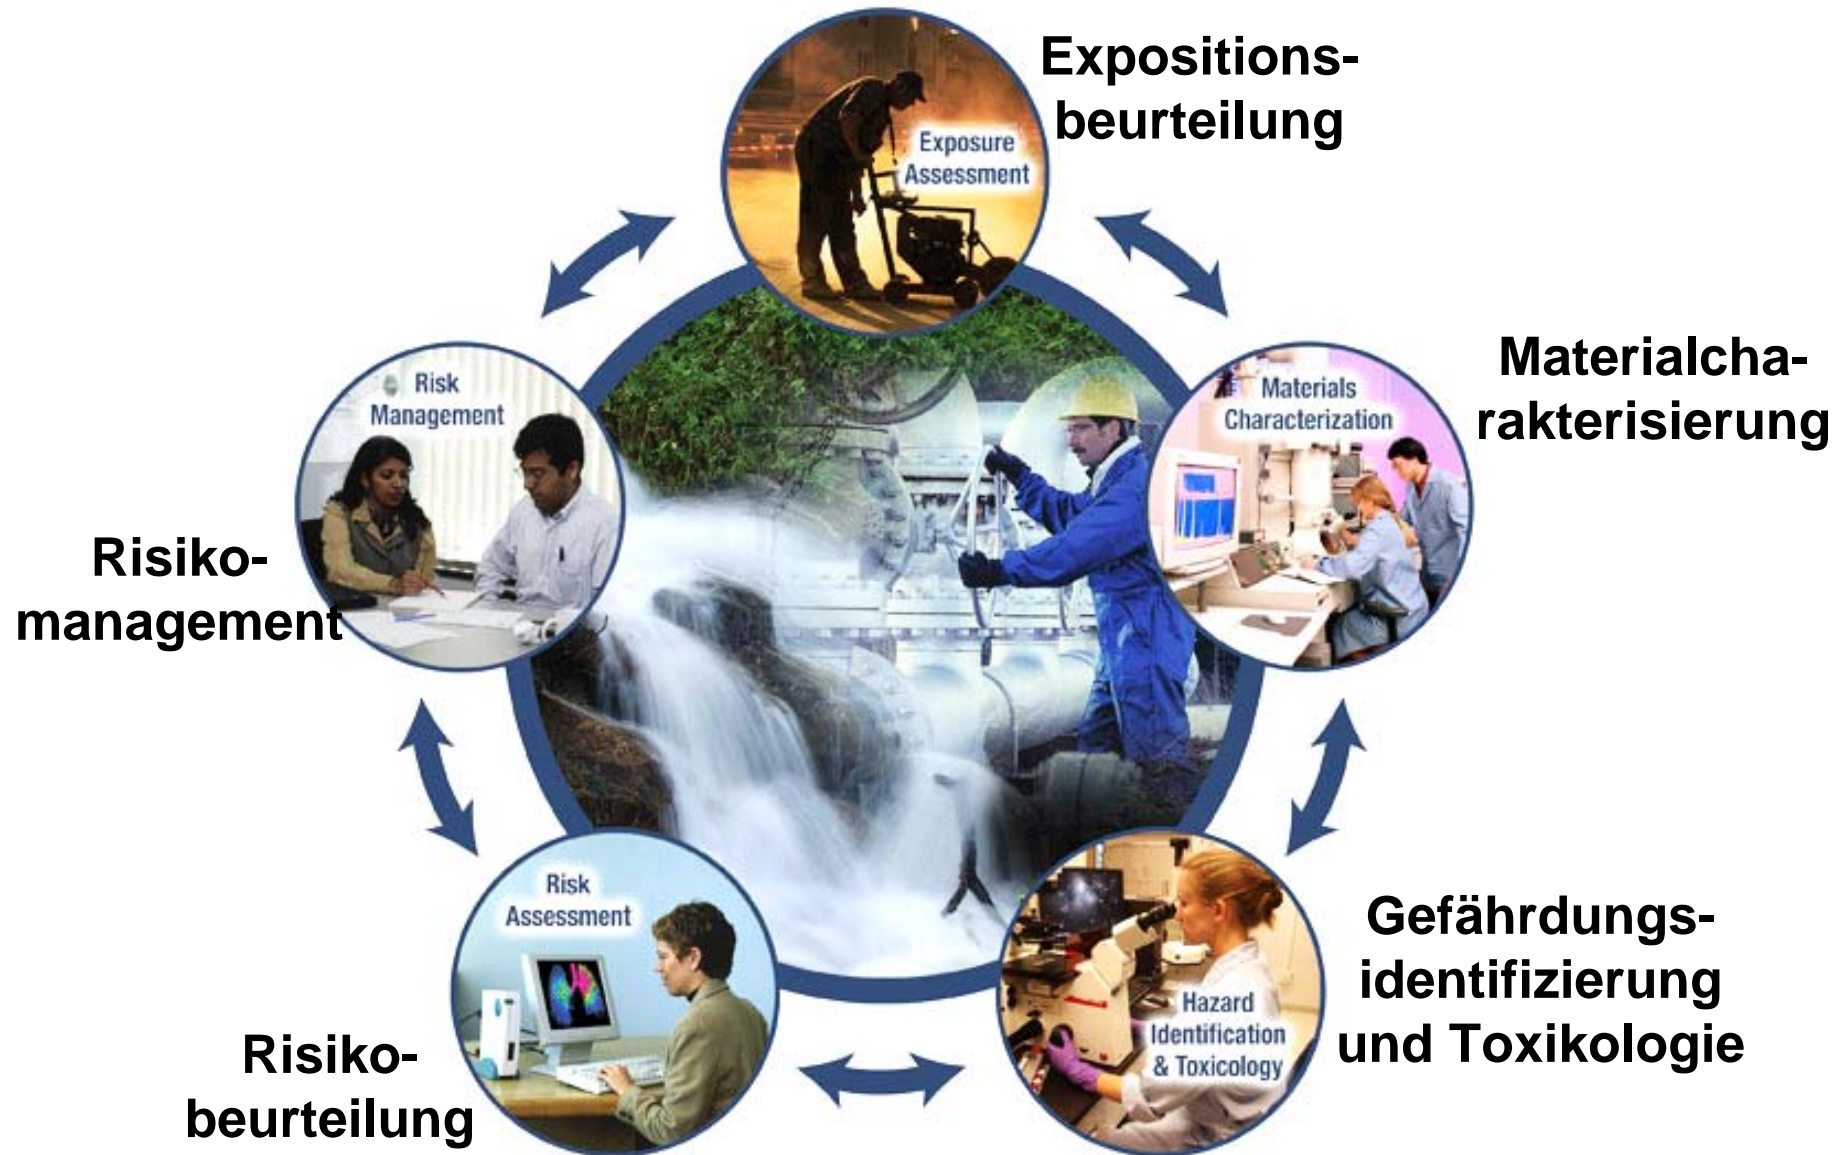 Expositions-
beurteilung
Exposure
Assessment
Materialcha-
rakterisierung
Materials
Characterization
Risk
Management
Risiko-
management
Gefährdungs-
identifizierung
und Toxikologie
Hazard
Identification
& Toxicology
Risk
Assessment
Risiko-
beurteilung